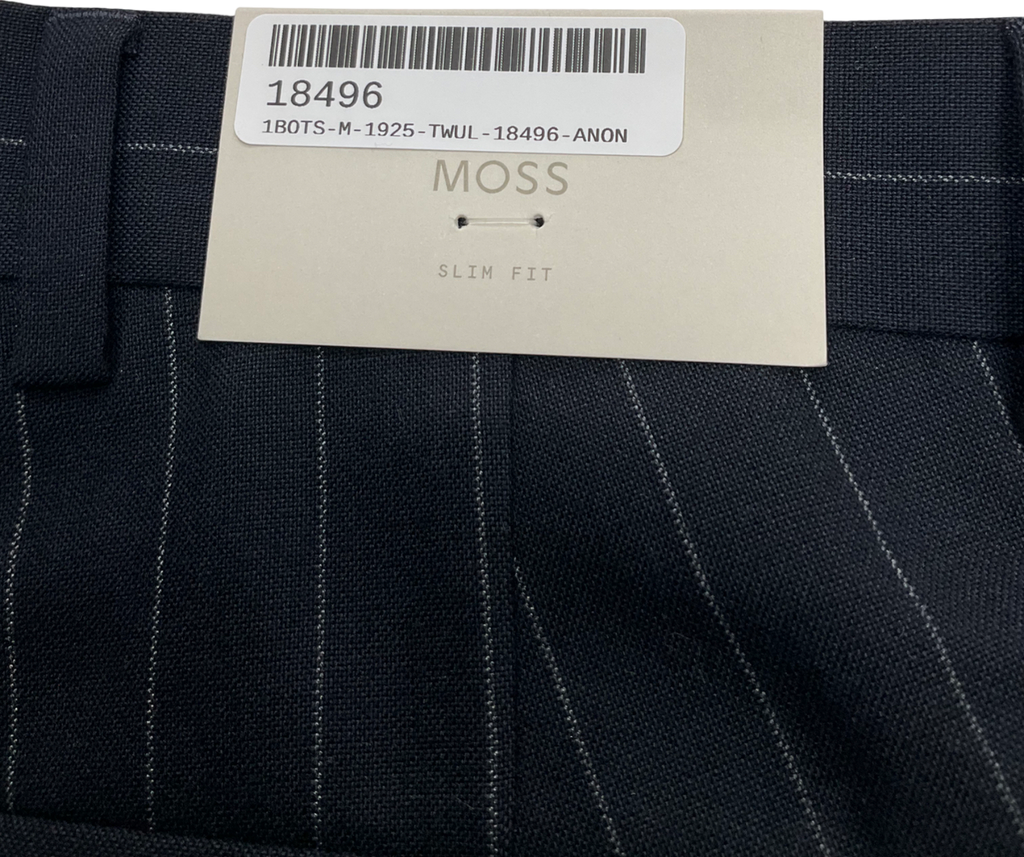 18496
1BOTS-M-1925-TWUL-18496-ANON
MOSS
SLIM FIT